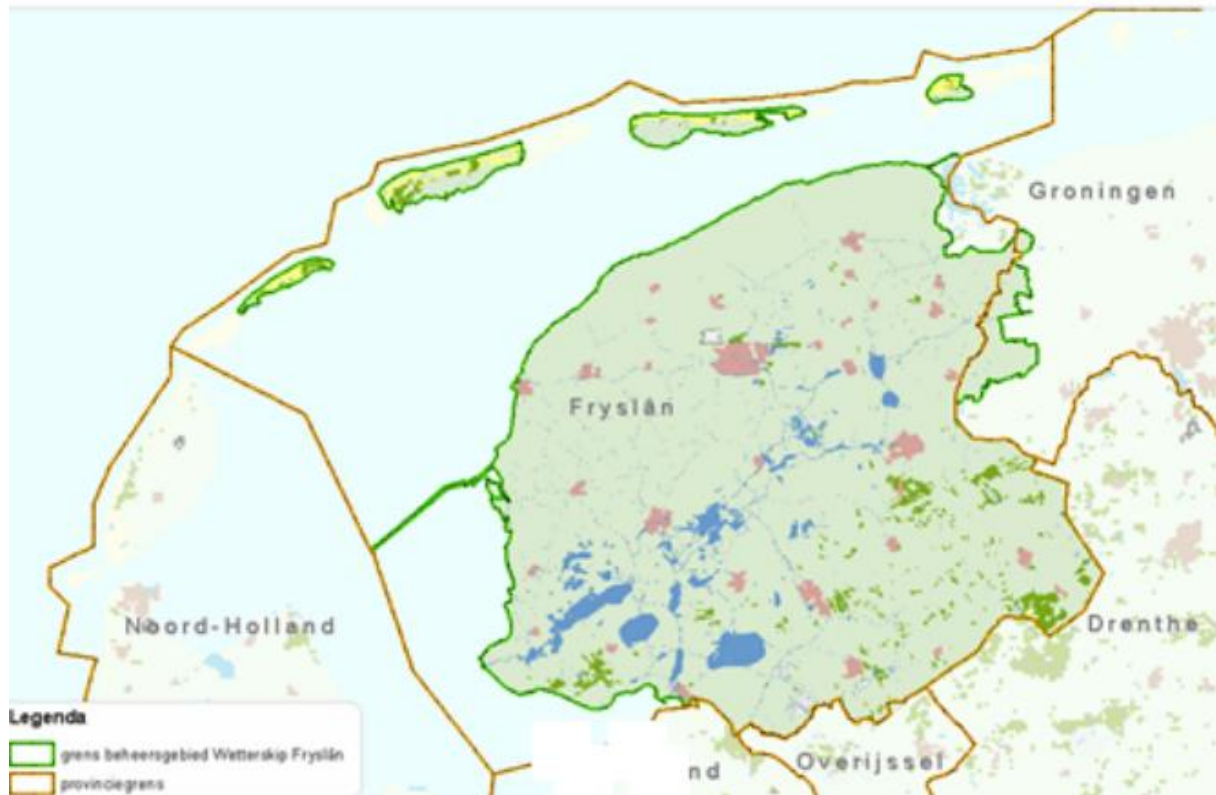 Groningen
Fryslân
Noord-Holland
Drenthe
Overijssel
nd
Legenda
grens beheersgebied Wetterskip Fryslân
provinciegrens